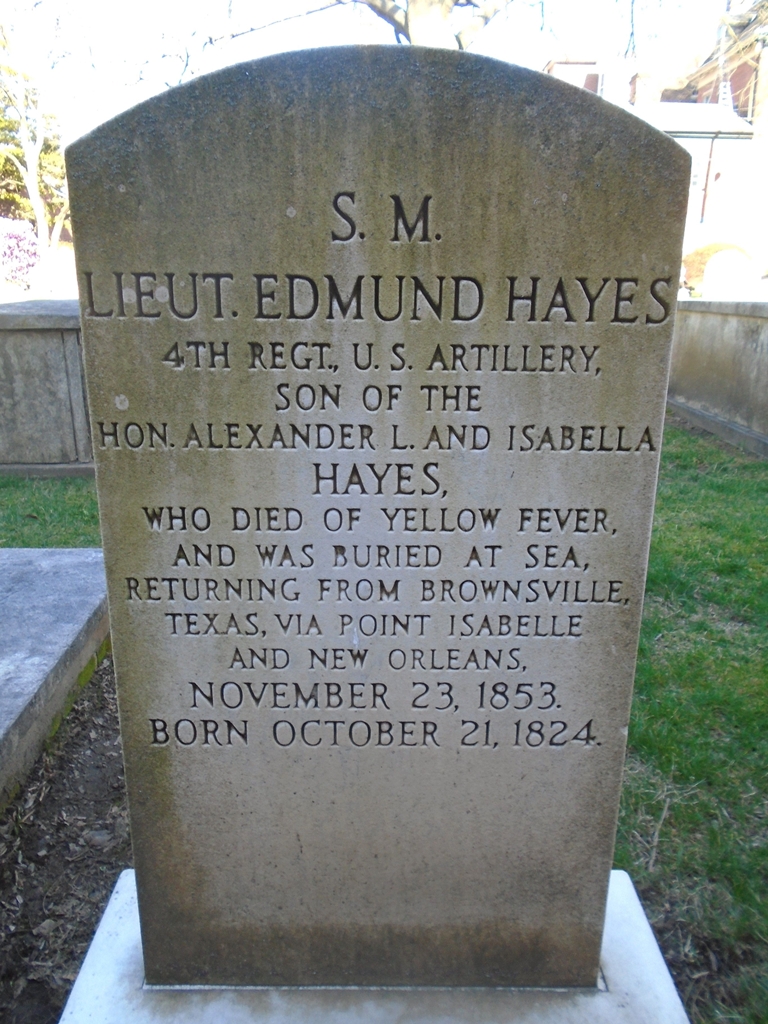 S. M.
LIEUT. EDMUND HAYES
4TH REGT., U. S. ARTILLERY,
SON OF THE
HON. ALEXANDER L. AND ISABELLA
HAYES,
WHO DIED OF YELLOW FEVER,
AND WAS BURIED AT SEA,
RETURNING FROM BROWNSVILLE,
TEXAS, VIA POINT ISABELLE
AND NEW ORLEANS,
NOVEMBER 23, 1853.
BORN OCTOBER 21, 1824.